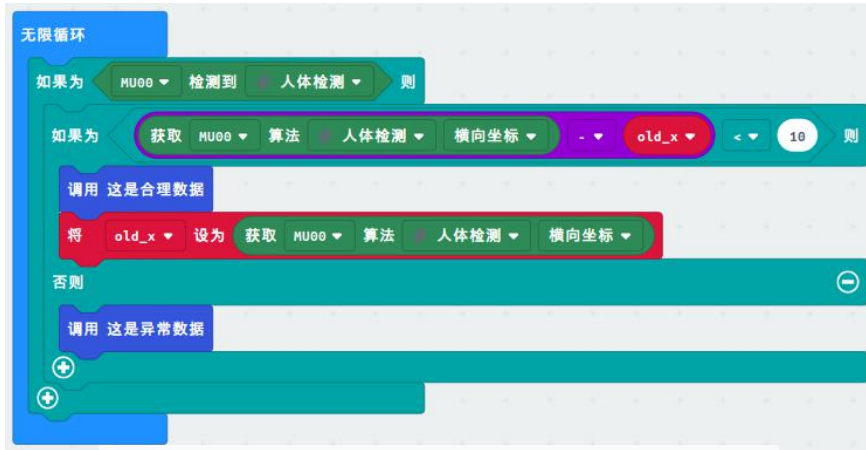 无限循环
如果为 MU00 检测到 人体检测 则
如果为 获取 MU00 算法 人体检测 横向坐标 - old_x < 10 则
调用 这是合理数据
将 old_x 设为 获取 MU00 算法 人体检测 横向坐标
否则
调用 这是异常数据